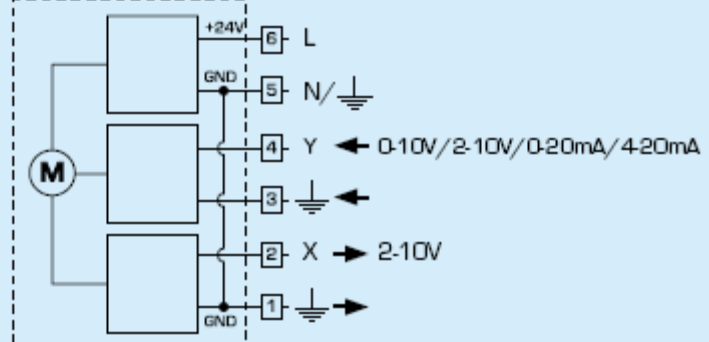 +24V 6 L
GND 5 N/
4 Y 0-10V/2-10V/0-20mA/4-20mA
M
3
2 X 2-10V
1
GND